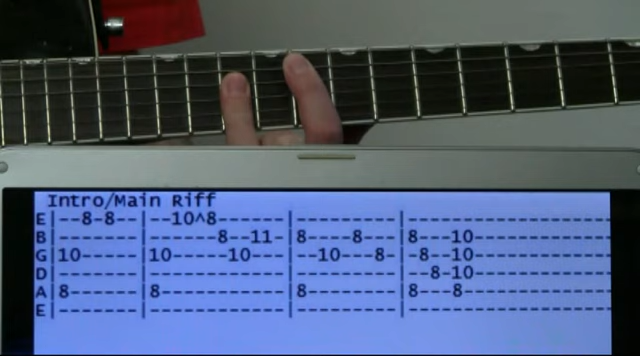 Intro/Main Riff
E|--8-8--|--10^8-------|-----------|------------------
B|-------|-------8--11-|8----8---|8---10------------
G|10-----|10-----10---|--10---8-|-8--10------------
D|-------|-------------|-----------|--8-10------------
A|8------|8------------|8----------|8---8-------------
E|-------|-------------|-----------|------------------